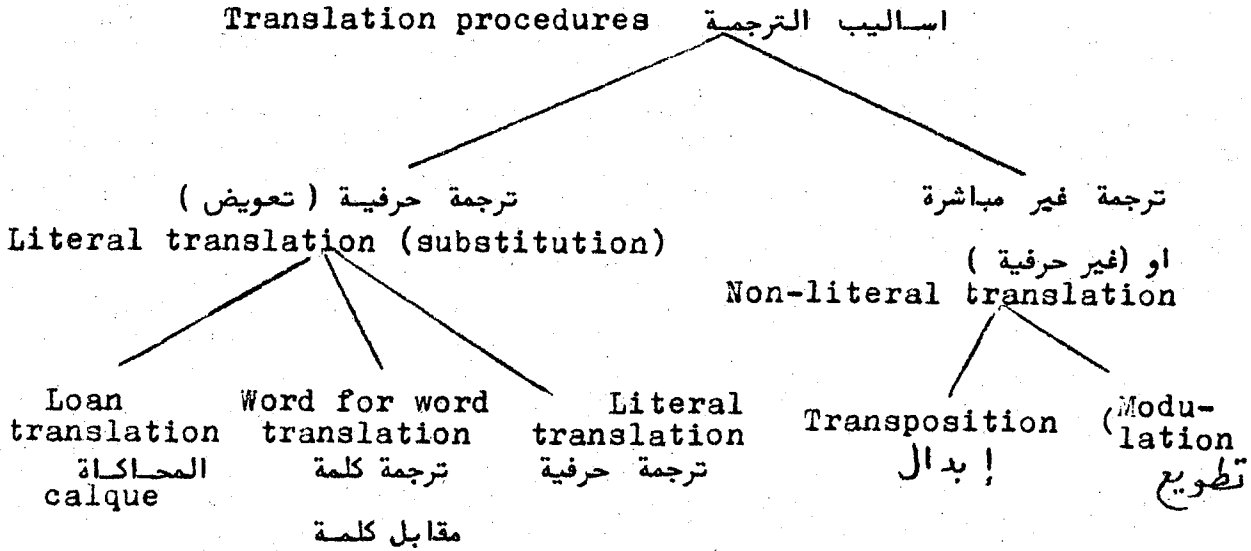 Translation procedures اساليب الترجمة
ترجمة حرفية ( تعويض )
Literal translation (substitution)
ترجمة غير مباشرة
او (غير حرفية )
Non-literal translation
Loan
translation
المحاكاة
calque
Word for word
translation
ترجمة كلمة
مقابل كلمة
Literal
translation
ترجمة حرفية
Transposition
إبدال
(Modu-
lation
تطويع